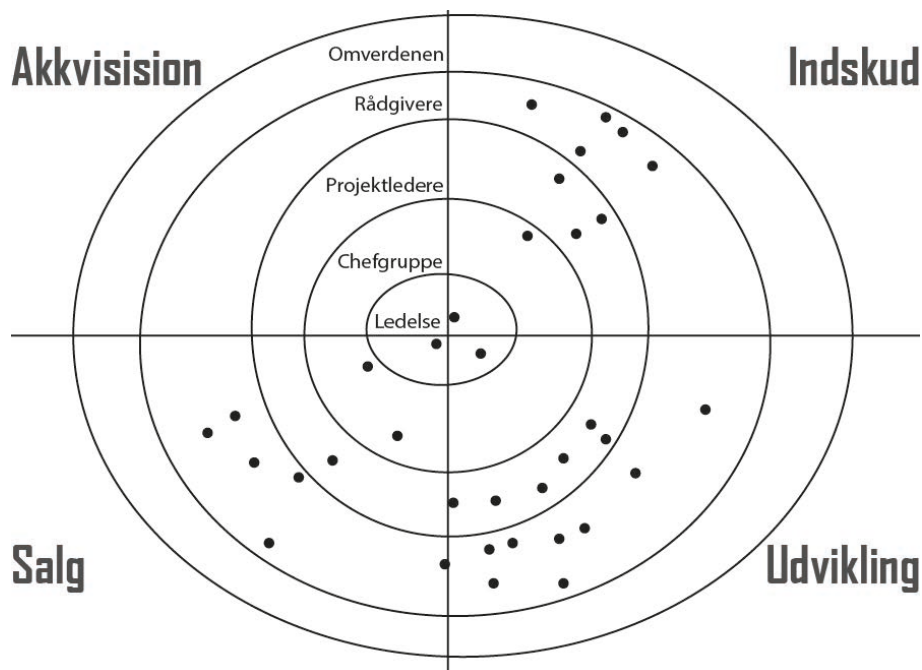 Akkvisision
Indskud
Omverdenen
Rådgivere
Projektledere
Chefgruppe
Ledelse
Salg
Udvikling